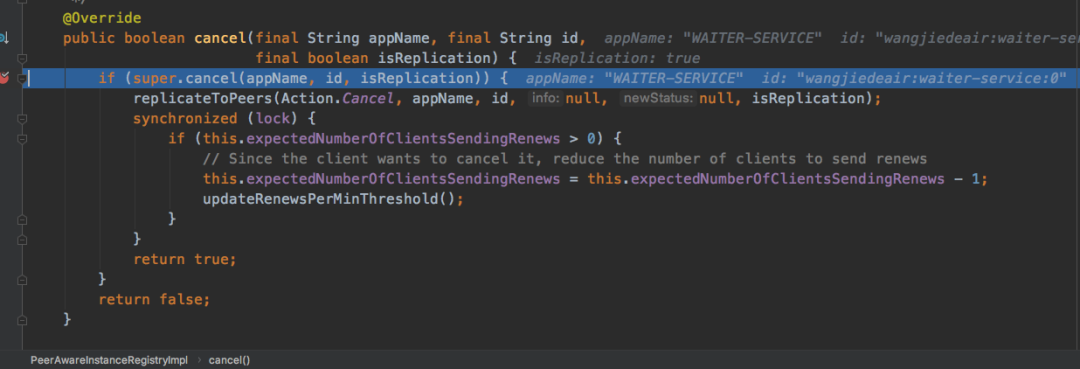 */
@Override
public boolean cancel(final String appName, final String id, appName: "WAITER-SERVICE" id: "wangjiedeair:waiter-se
final boolean isReplication) { isReplication: true
if (super.cancel(appName, id, isReplication)) { appName: "WAITER-SERVICE" id: "wangjiedeair:waiter-service:0"
replicateToPeers(Action.Cancel, appName, id, info: null, newStatus: null, isReplication);
synchronized (lock) {
if (this.expectedNumberOfClientsSendingRenews > 0) {
// Since the client wants to cancel it, reduce the number of clients to send renews
this.expectedNumberOfClientsSendingRenews = this.expectedNumberOfClientsSendingRenews - 1;
updateRenewsPerMinThreshold();
}
}
return true;
}
return false;
}
PeerAwareInstanceRegistryImpl › cancel()